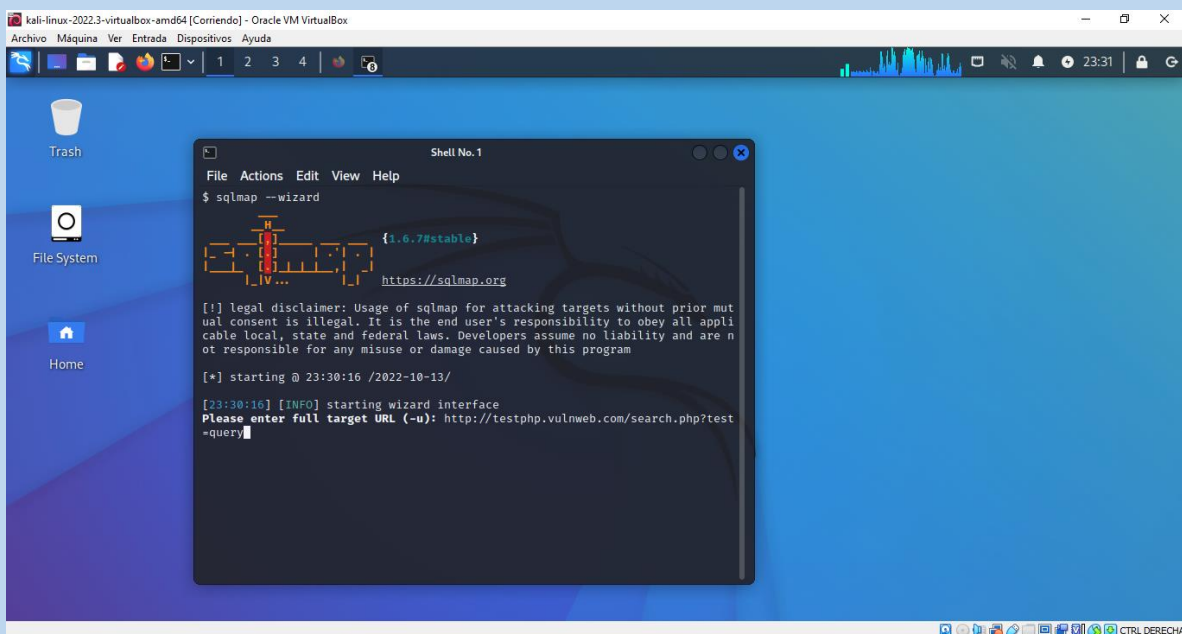 kali-linux-2022.3-virtualbox-amd64 [Corriendo] - Oracle VM VirtualBox
Archivo Máquina Ver Entrada Dispositivos Ayuda
1 2 3 4 8 23:31
Trash
File System
Home
Shell No. 1
File Actions Edit View Help
$ sqlmap --wizard
{1.6.7#stable}
https://sqlmap.org
[!] legal disclaimer: Usage of sqlmap for attacking targets without prior mut
ual consent is illegal. It is the end user's responsibility to obey all appli
cable local, state and federal laws. Developers assume no liability and are n
ot responsible for any misuse or damage caused by this program
[*] starting @ 23:30:16 /2022-10-13/
[23:30:16] [INFO] starting wizard interface
Please enter full target URL (-u): http://testphp.vulnweb.com/search.php?test
=query
CTRL DERECHA